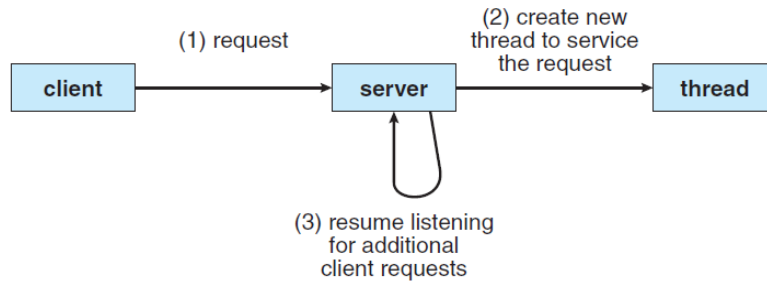 (1) request
(2) create new
thread to service
the request
client
server
thread
(3) resume listening
for additional
client requests